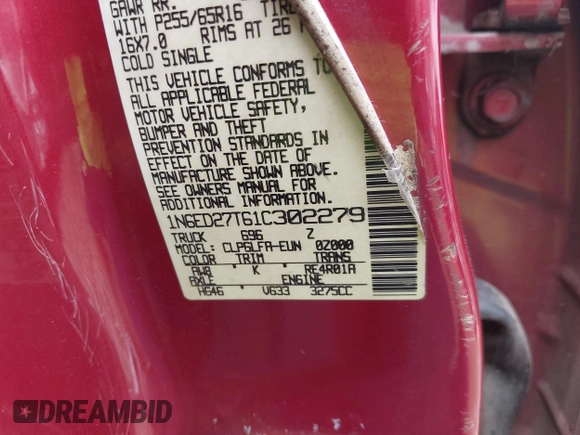 GAWR RR.
WITH P255/65R16
16X7.0 RIMS AT 26
COLD SINGLE
THIS VEHICLE CONFORMS TO
ALL APPLICABLE FEDERAL
MOTOR VEHICLE SAFETY,
BUMPER AND THEFT
PREVENTION STANDARDS IN
EFFECT ON THE DATE OF
MANUFACTURE SHOWN ABOVE.
SEE OWNERS MANUAL FOR
ADDITIONAL INFORMATION.
1N6ED27T61C302279
TRUCK 696 2
MODEL: CLPGLFA-EUN 02000
COLOR TRIM TRANS
K RE4R01A
AXLE ENGINE
HG46 VG33 3275CC
DREAMBID